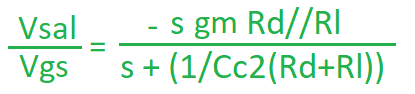 Vsal / Vgs = - s gm Rd//Rl / s + (1/Cc2(Rd+Rl))